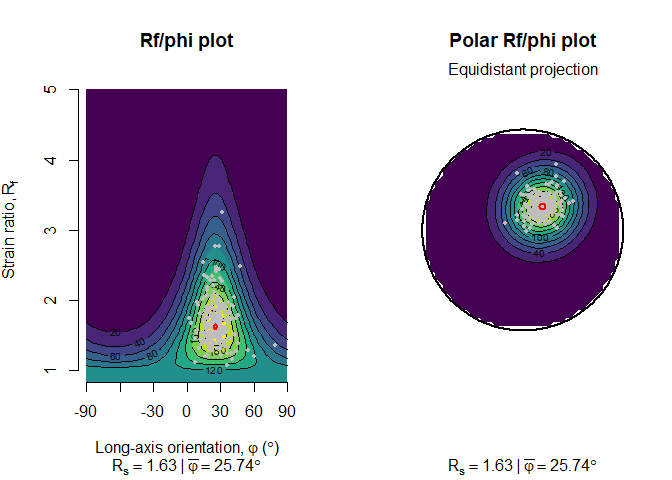 Rf/phi plot
Strain ratio, Rf
5
4
3
2
1
20
40
60
80
120
-90
-30
0
30
60
90
Long-axis orientation, φ (°)
Rs = 1.63 | φ̅ = 25.74°
Polar Rf/phi plot
Equidistant projection
20
60
100
40
Rs = 1.63 | φ̅ = 25.74°